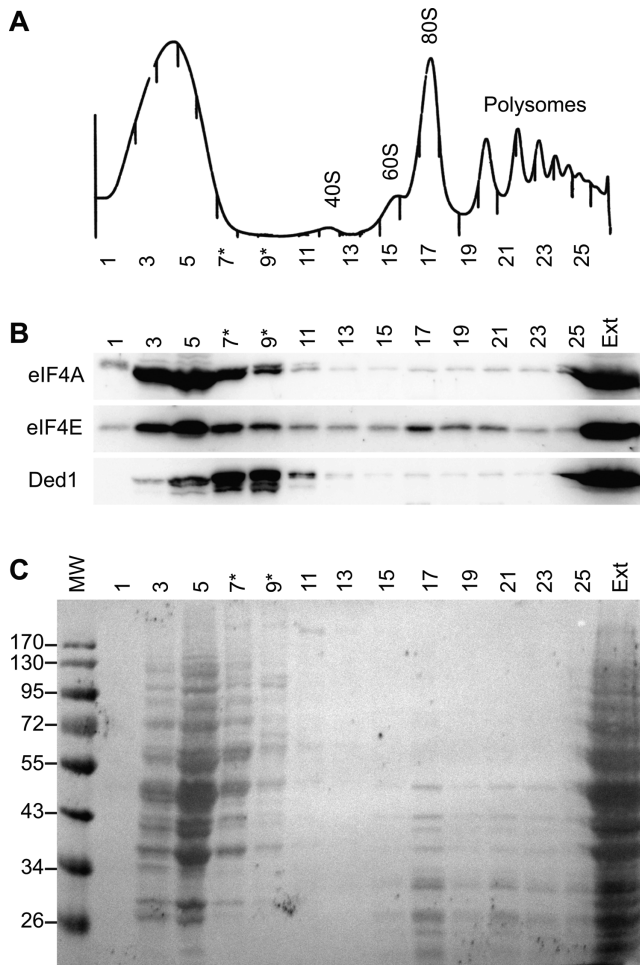 A
40S
60S
80S
Polysomes
1 3 5 7* 9* 11 13 15 17 19 21 23 25
B
1 3 5 7* 9* 11 13 15 17 19 21 23 25 Ext
eIF4A
eIF4E
Ded1
C
MW 1 3 5 7* 9* 11 13 15 17 19 21 23 25 Ext
170
130
95
72
55
43
34
26